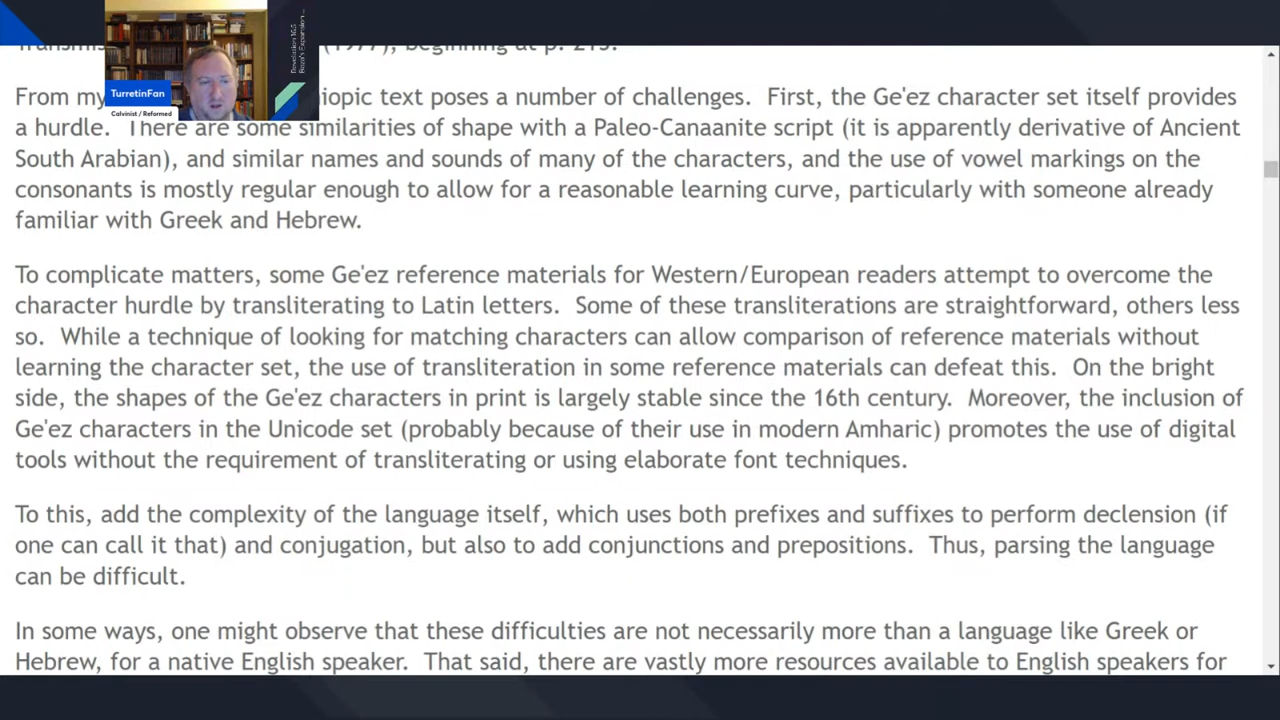 Revelation 16:5
Beza's Expansion ...
(1977), beginning at p. 215.
TurretinFan
Calvinist / Reformed
From my iopic text poses a number of challenges. First, the Ge'ez character set itself provides
a hurdle. There are some similarities of shape with a Paleo-Canaanite script (it is apparently derivative of Ancient
South Arabian), and similar names and sounds of many of the characters, and the use of vowel markings on the
consonants is mostly regular enough to allow for a reasonable learning curve, particularly with someone already
familiar with Greek and Hebrew.
To complicate matters, some Ge'ez reference materials for Western/European readers attempt to overcome the
character hurdle by transliterating to Latin letters. Some of these transliterations are straightforward, others less
so. While a technique of looking for matching characters can allow comparison of reference materials without
learning the character set, the use of transliteration in some reference materials can defeat this. On the bright
side, the shapes of the Ge'ez characters in print is largely stable since the 16th century. Moreover, the inclusion of
Ge'ez characters in the Unicode set (probably because of their use in modern Amharic) promotes the use of digital
tools without the requirement of transliterating or using elaborate font techniques.
To this, add the complexity of the language itself, which uses both prefixes and suffixes to perform declension (if
one can call it that) and conjugation, but also to add conjunctions and prepositions. Thus, parsing the language
can be difficult.
In some ways, one might observe that these difficulties are not necessarily more than a language like Greek or
Hebrew, for a native English speaker. That said, there are vastly more resources available to English speakers for